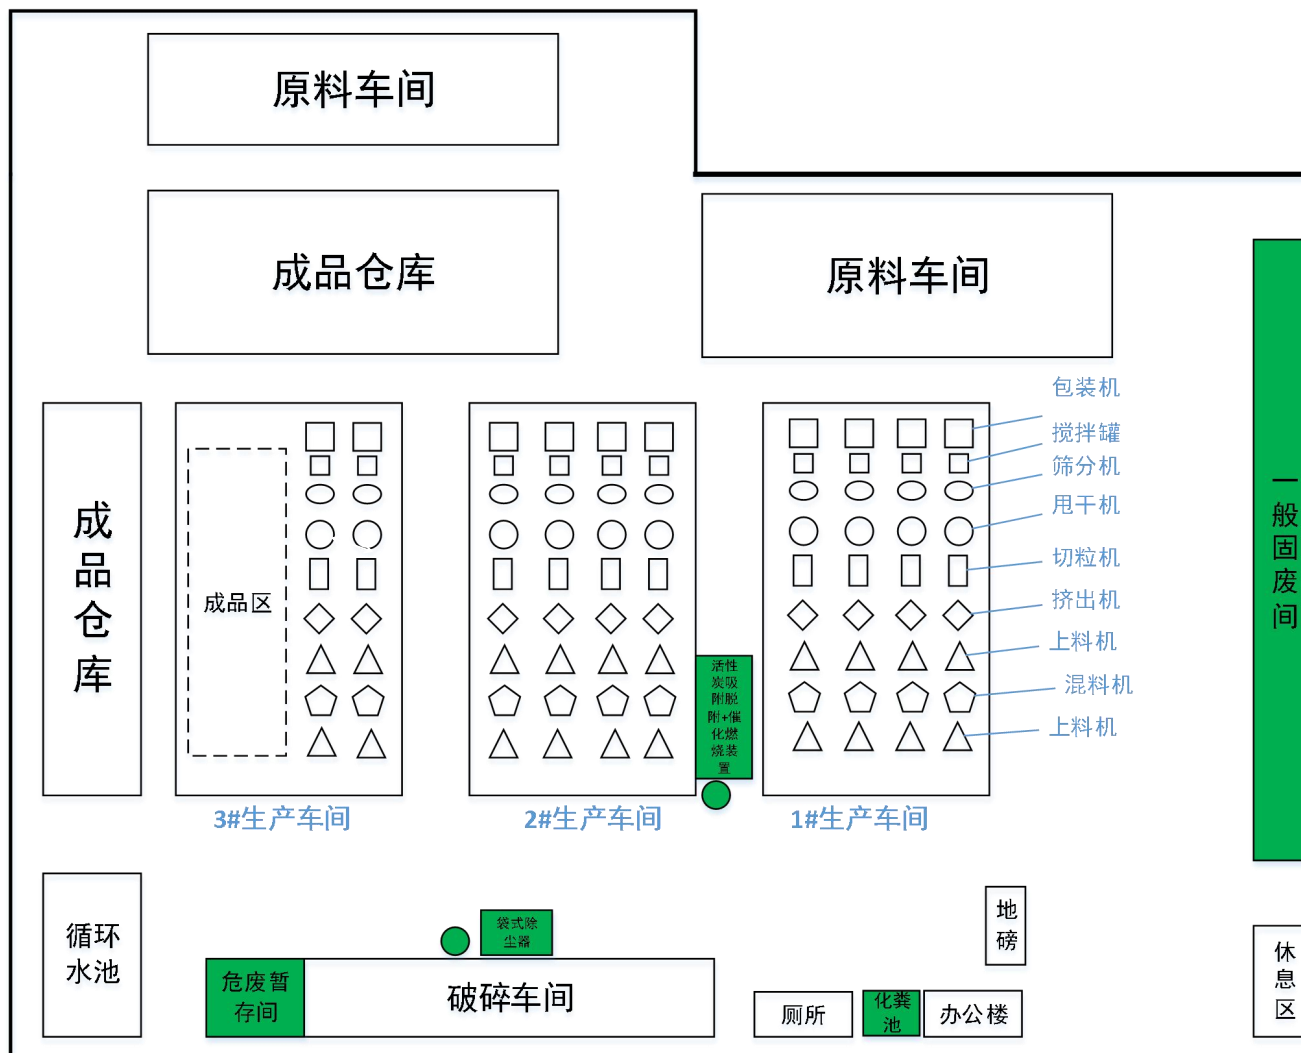 原料车间
成品仓库
原料车间
包装机
搅拌罐
筛分机
甩干机
切粒机
挤出机
上料机
混料机
上料机
成
品
仓
库
成品区
活性
炭吸
附脱
附+催
化燃
烧装
置
一
般
固
废
间
3#生产车间
2#生产车间
1#生产车间
循环
水池
袋式除
尘器
危废暂
存间
破碎车间
厕所
化粪
池
办公楼
地
磅
休
息
区